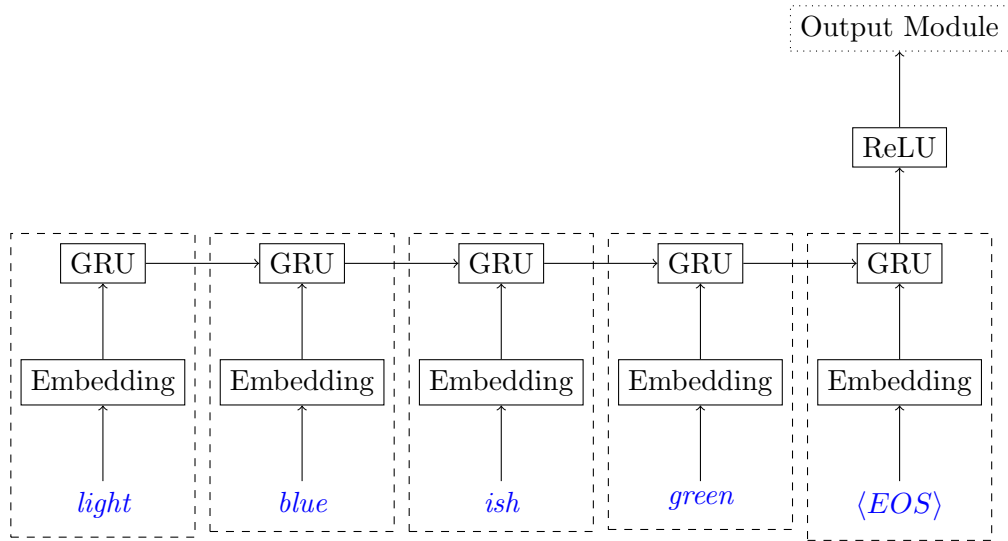 Output Module
ReLU
GRU GRU GRU GRU GRU
Embedding Embedding Embedding Embedding Embedding
light blue ish green ⟨EOS⟩